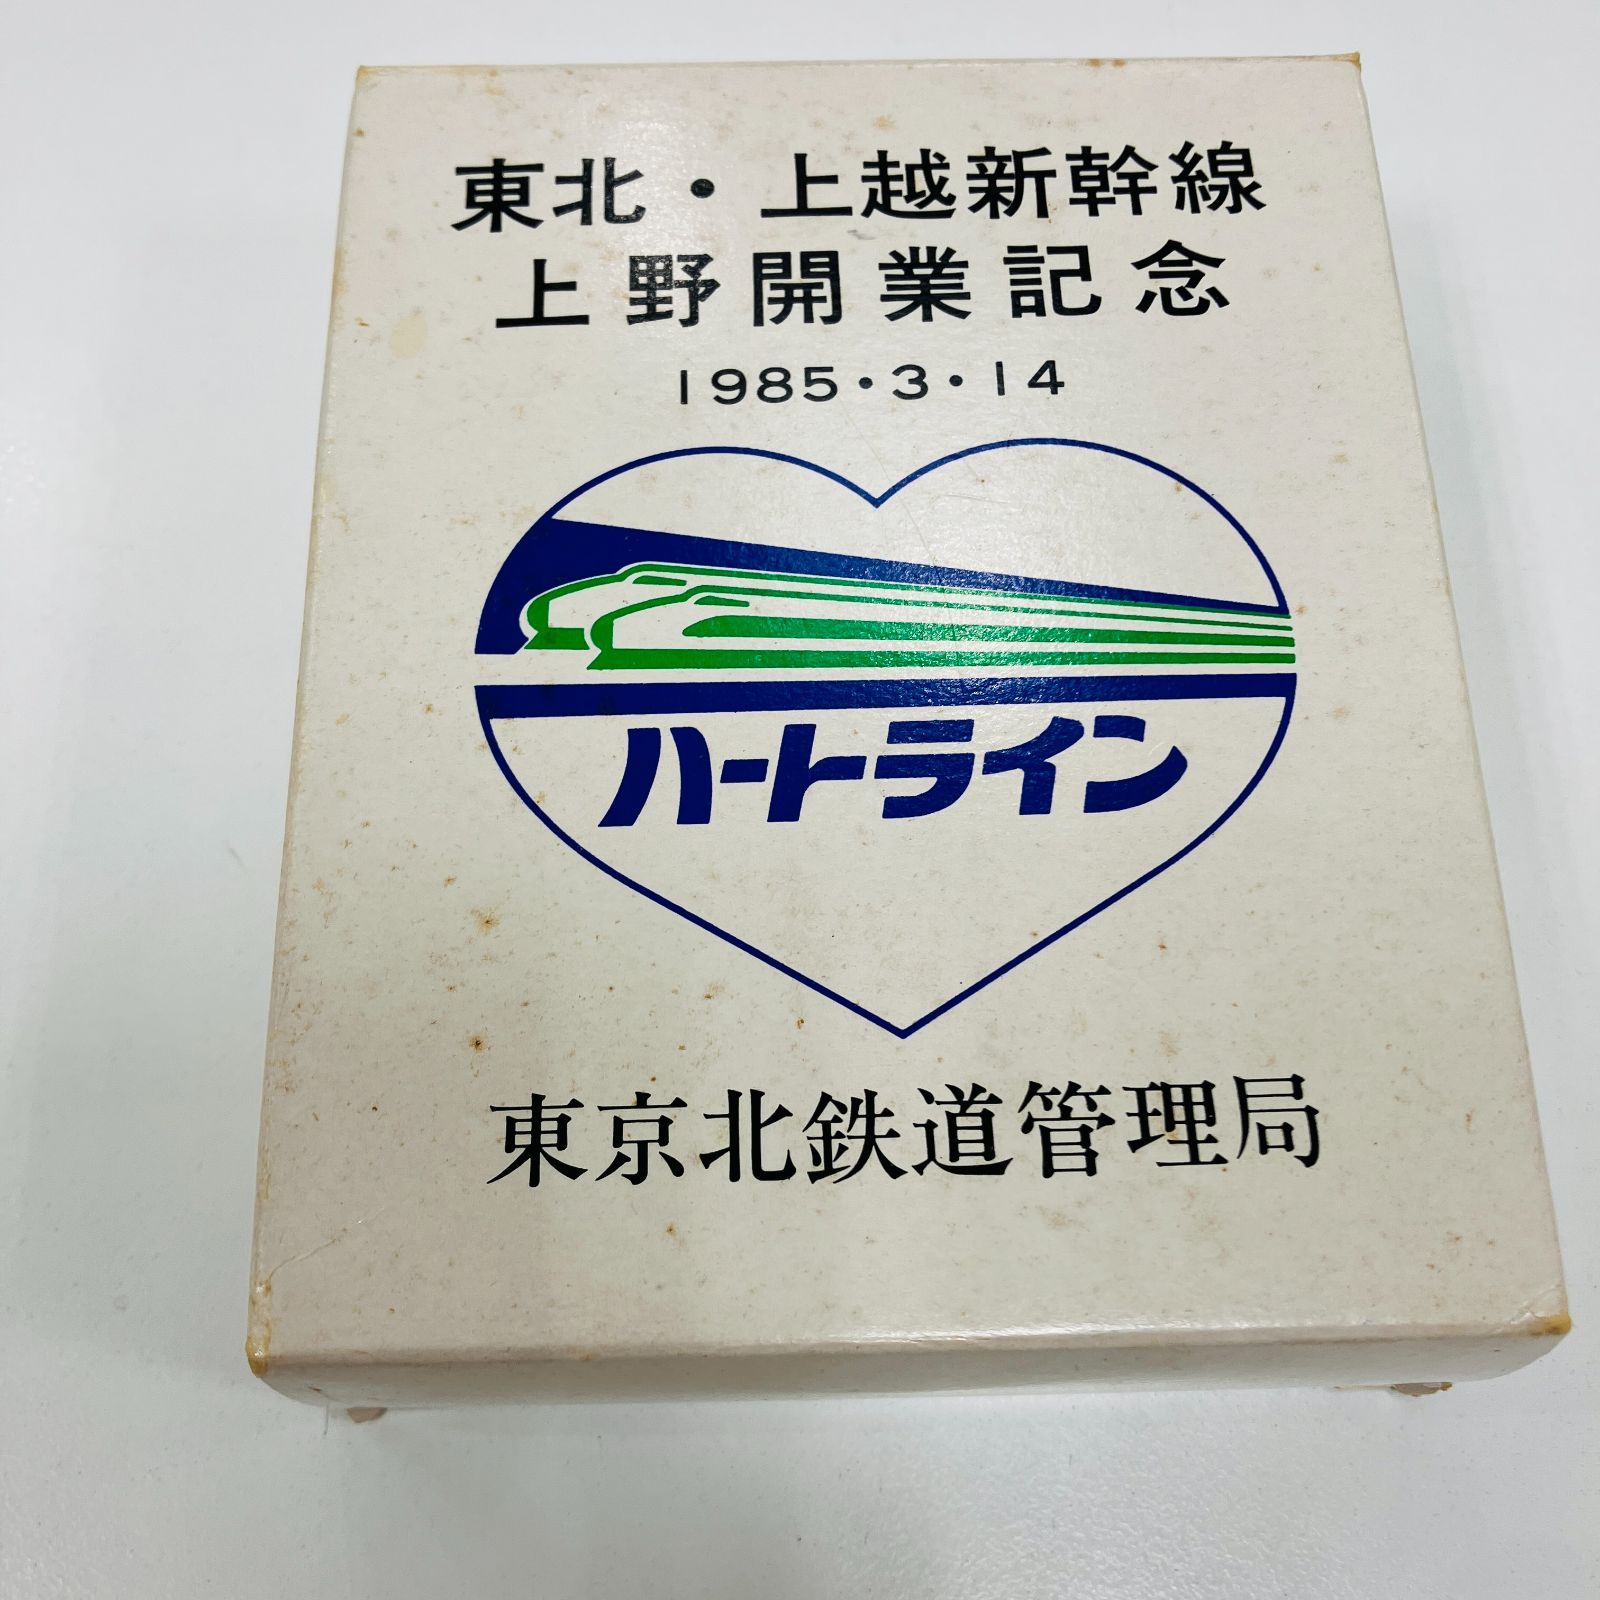 東北・上越新幹線
上野開業記念
1985・3・14
ハートライン
東京北鉄道管理局